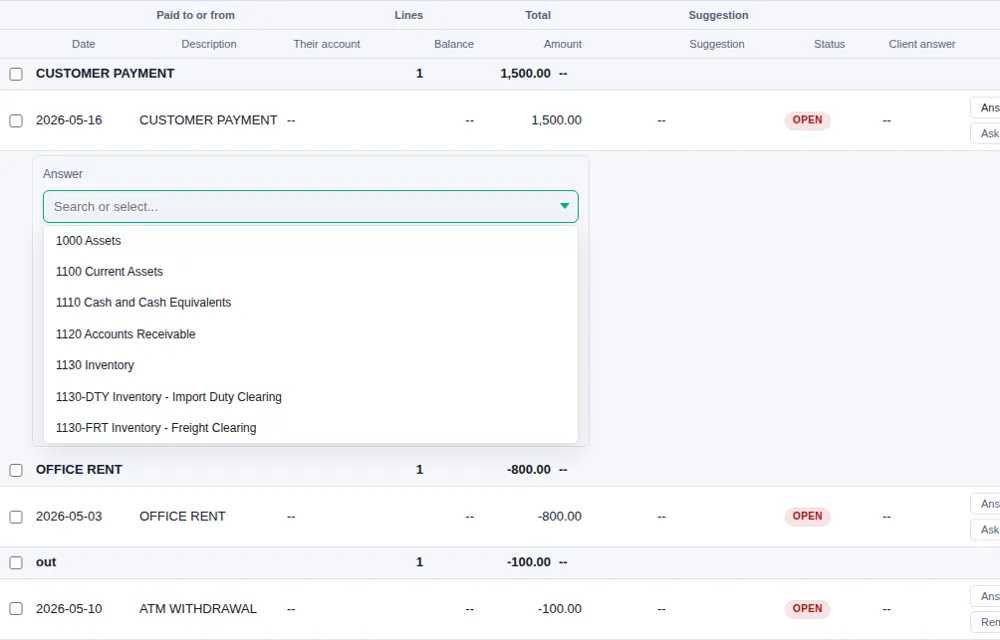 Paid to or from Lines Total Suggestion
Date Description Their account Balance Amount Suggestion Status Client answer
CUSTOMER PAYMENT 1 1,500.00 --
2026-05-16 CUSTOMER PAYMENT -- -- 1,500.00 -- OPEN -- Ans
Ask
Answer
Search or select...
1000 Assets
1100 Current Assets
1110 Cash and Cash Equivalents
1120 Accounts Receivable
1130 Inventory
1130-DTY Inventory - Import Duty Clearing
1130-FRT Inventory - Freight Clearing
OFFICE RENT 1 -800.00 --
2026-05-03 OFFICE RENT -- -- -800.00 -- OPEN -- Ans
Ask
out 1 -100.00 --
2026-05-10 ATM WITHDRAWAL -- -- -100.00 -- OPEN -- Ans
Ren